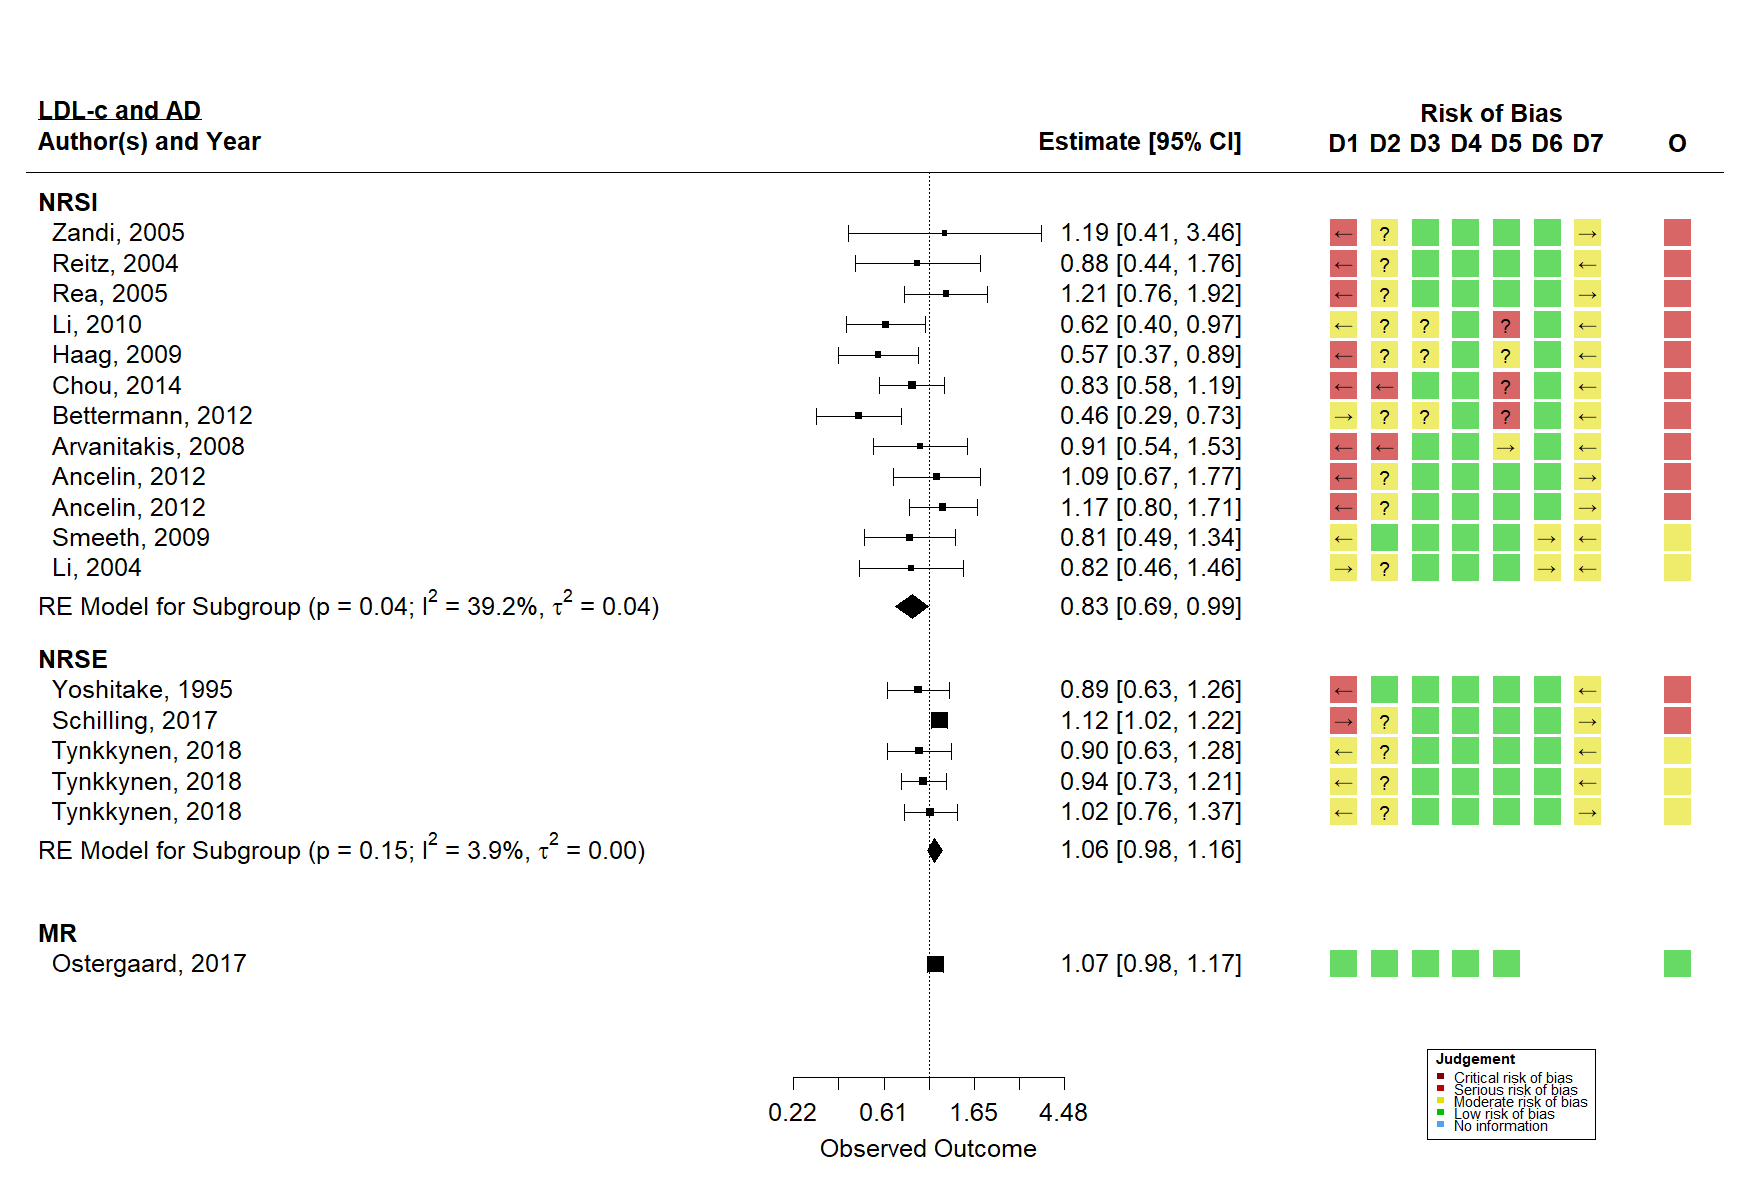 LDL-c and AD
Risk of Bias
Author(s) and Year Estimate [95% CI] D1 D2 D3 D4 D5 D6 D7 O
NRSI
Zandi, 2005 1.19 [0.41, 3.46] ← ? →
Reitz, 2004 0.88 [0.44, 1.76] ← ? ←
Rea, 2005 1.21 [0.76, 1.92] ← ? →
Li, 2010 0.62 [0.40, 0.97] ← ? ? ? ←
Haag, 2009 0.57 [0.37, 0.89] ← ? ? ? ←
Chou, 2014 0.83 [0.58, 1.19] ← ← ? ←
Bettermann, 2012 0.46 [0.29, 0.73] → ? ? ? ←
Arvanitakis, 2008 0.91 [0.54, 1.53] ← ← → ←
Ancelin, 2012 1.09 [0.67, 1.77] ← ? →
Ancelin, 2012 1.17 [0.80, 1.71] ← ? →
Smeeth, 2009 0.81 [0.49, 1.34] ← → ←
Li, 2004 0.82 [0.46, 1.46] → ? → ←
RE Model for Subgroup (p = 0.04; I² = 39.2%, τ² = 0.04) 0.83 [0.69, 0.99]
NRSE
Yoshitake, 1995 0.89 [0.63, 1.26] ← ←
Schilling, 2017 1.12 [1.02, 1.22] → ? →
Tynkkynen, 2018 0.90 [0.63, 1.28] ← ? ←
Tynkkynen, 2018 0.94 [0.73, 1.21] ← ? ←
Tynkkynen, 2018 1.02 [0.76, 1.37] ← ? →
RE Model for Subgroup (p = 0.15; I² = 3.9%, τ² = 0.00) 1.06 [0.98, 1.16]
MR
Ostergaard, 2017 1.07 [0.98, 1.17]
0.22 0.61 1.65 4.48
Observed Outcome
Judgement
Critical risk of bias
Serious risk of bias
Moderate risk of bias
Low risk of bias
No information